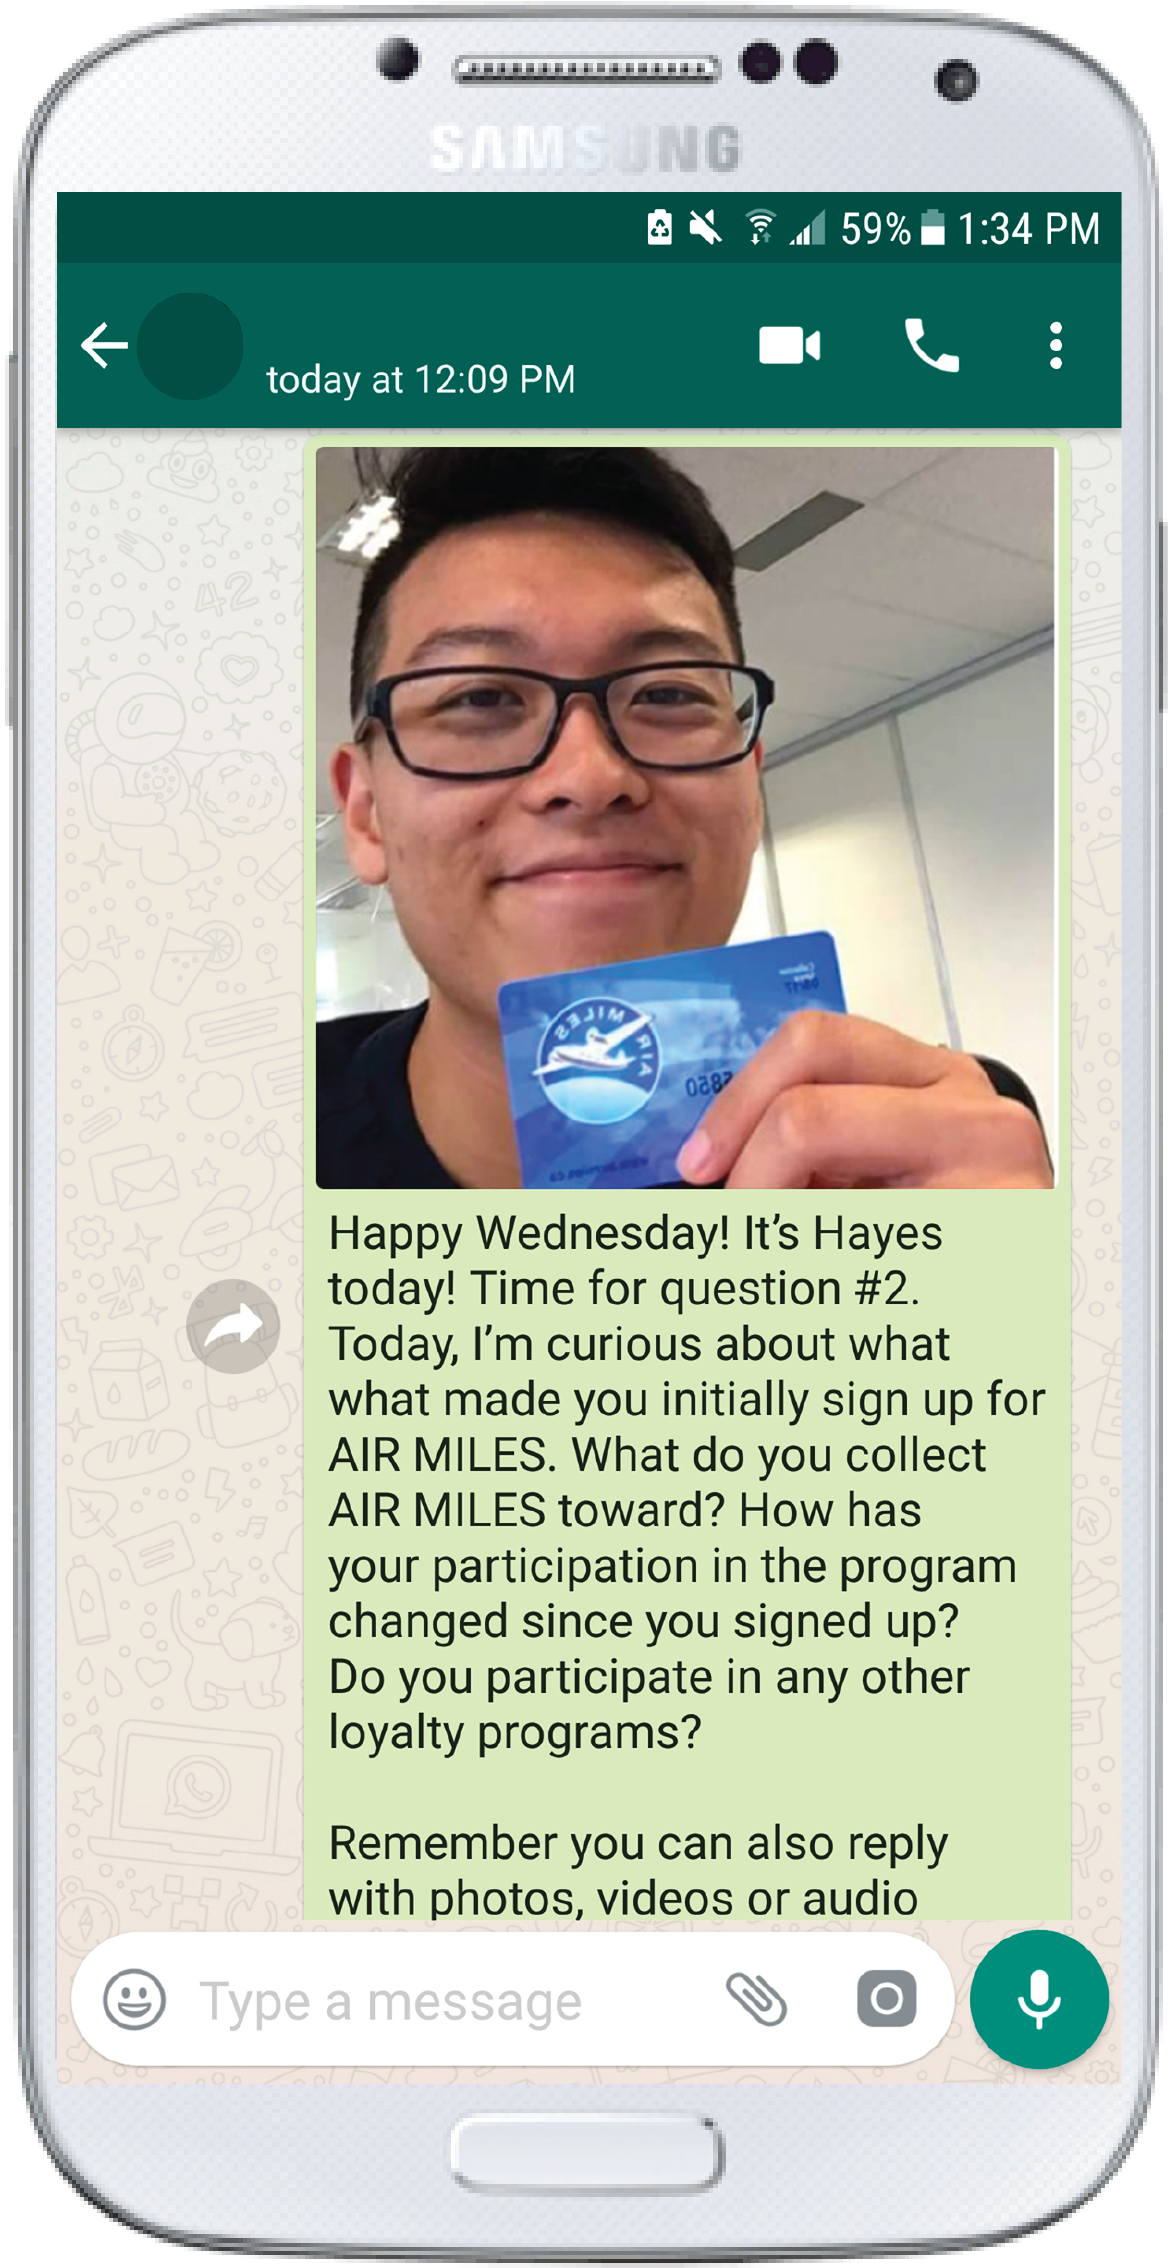 SAMSUNG
59% 1:34 PM
today at 12:09 PM
AIR MILES
5850
Happy Wednesday! It’s Hayes
today! Time for question #2.
Today, I’m curious about what
what made you initially sign up for
AIR MILES. What do you collect
AIR MILES toward? How has
your participation in the program
changed since you signed up?
Do you participate in any other
loyalty programs?
Remember you can also reply
with photos, videos or audio
Type a message